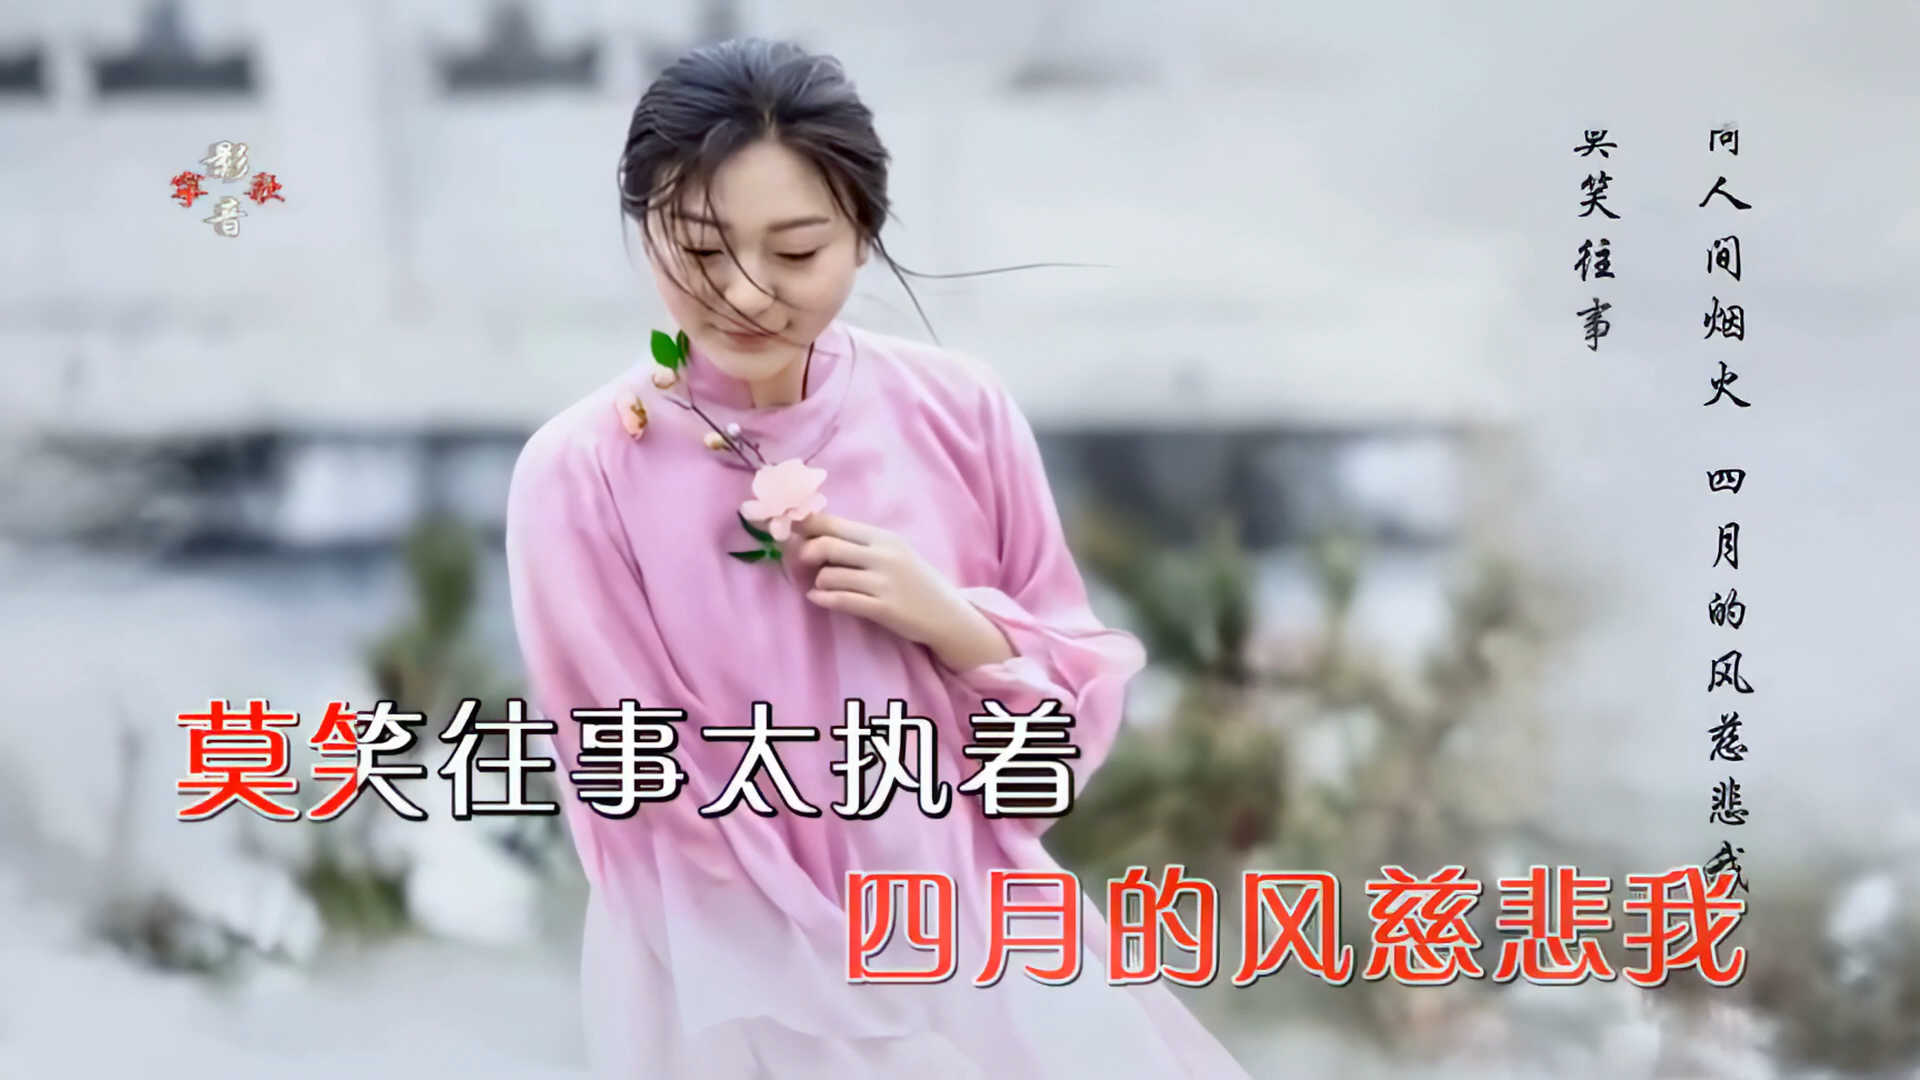 影
音
问人间烟火 四月的风慈悲我
莫笑往事
莫笑往事太执着
四月的风慈悲我